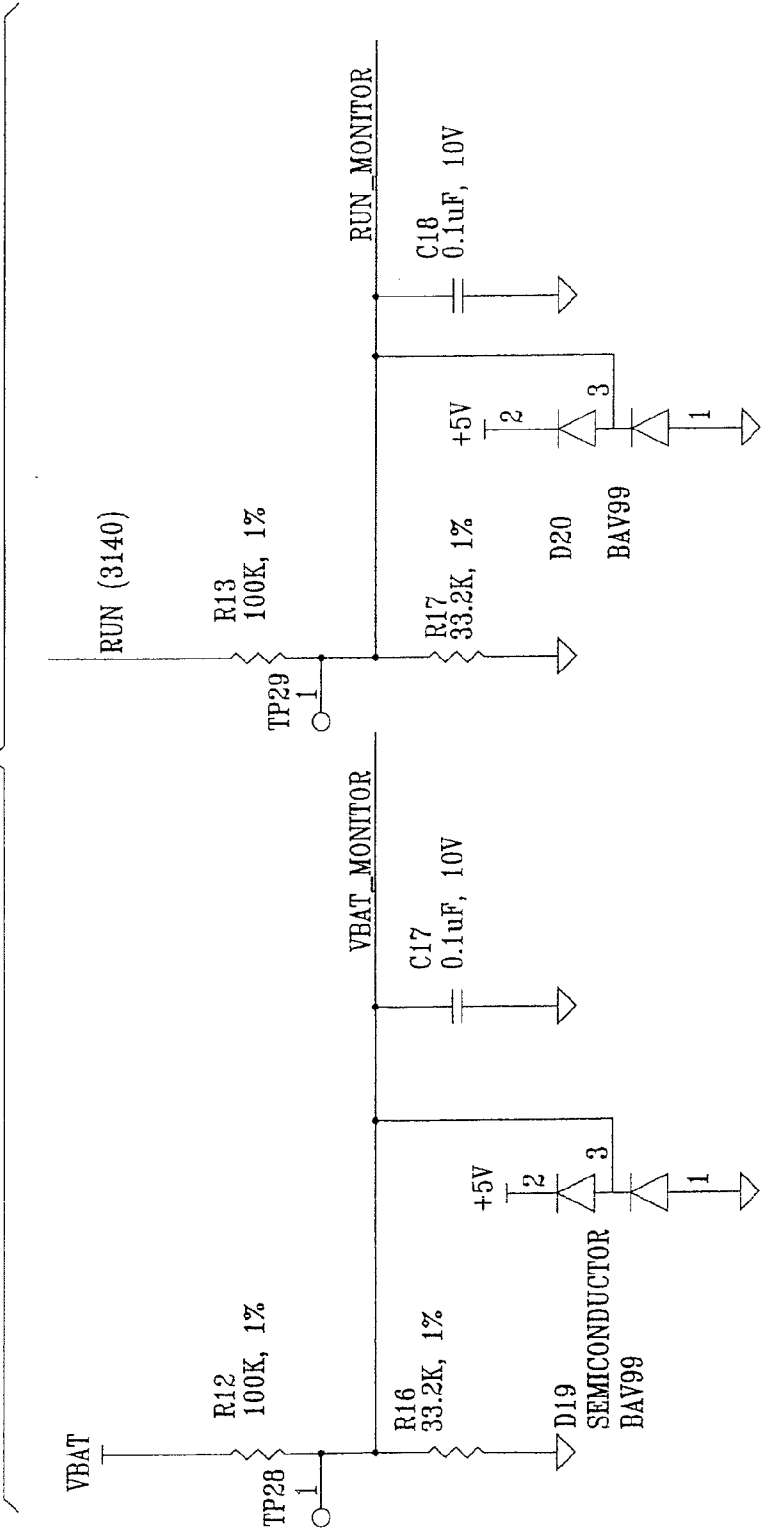 VBAT
R12
100K, 1%
TP28
1
VBAT_MONITOR
R16
33.2K, 1%
C17
0.1uF, 10V
+5V
2
3
1
D19
SEMICONDUCTOR
BAV99
RUN (3140)
R13
100K, 1%
TP29
1
RUN_MONITOR
R17
33.2K, 1%
C18
0.1uF, 10V
+5V
2
3
1
D20
BAV99